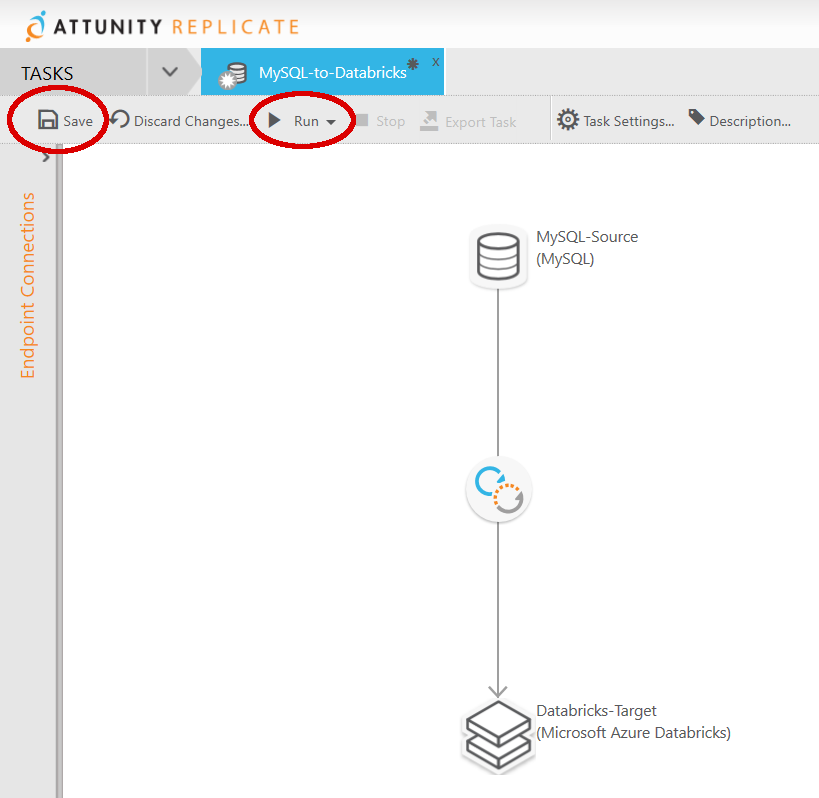 ATTUNITY REPLICATE
TASKS
MySQL-to-Databricks* x
Save Discard Changes... Run Stop Export Task Task Settings... Description...
Endpoint Connections
MySQL-Source
(MySQL)
Databricks-Target
(Microsoft Azure Databricks)